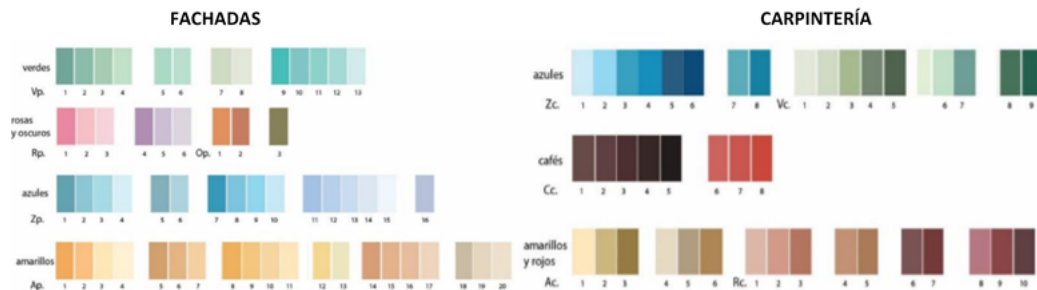 FACHADAS
verdes
Vp. 1 2 3 4 5 6 7 8 9 10 11 12 13
rosas
y oscuros
Rp. 1 2 3 4 5 6 Op. 1 2 3
azules
Zp. 1 2 3 4 5 6 7 8 9 10 11 12 13 14 15 16
amarillos
Ap. 1 2 3 4 5 6 7 8 9 10 11 12 13 14 15 16 17 18 19 20
CARPINTERÍA
azules
Zc. 1 2 3 4 5 6 7 8 Vc. 1 2 3 4 5 6 7 8 9
cafés
Cc. 1 2 3 4 5 6 7 8
amarillos
y rojos
Ac. 1 2 3 4 5 6 Rc. 1 2 3 4 5 6 7 8 9 10